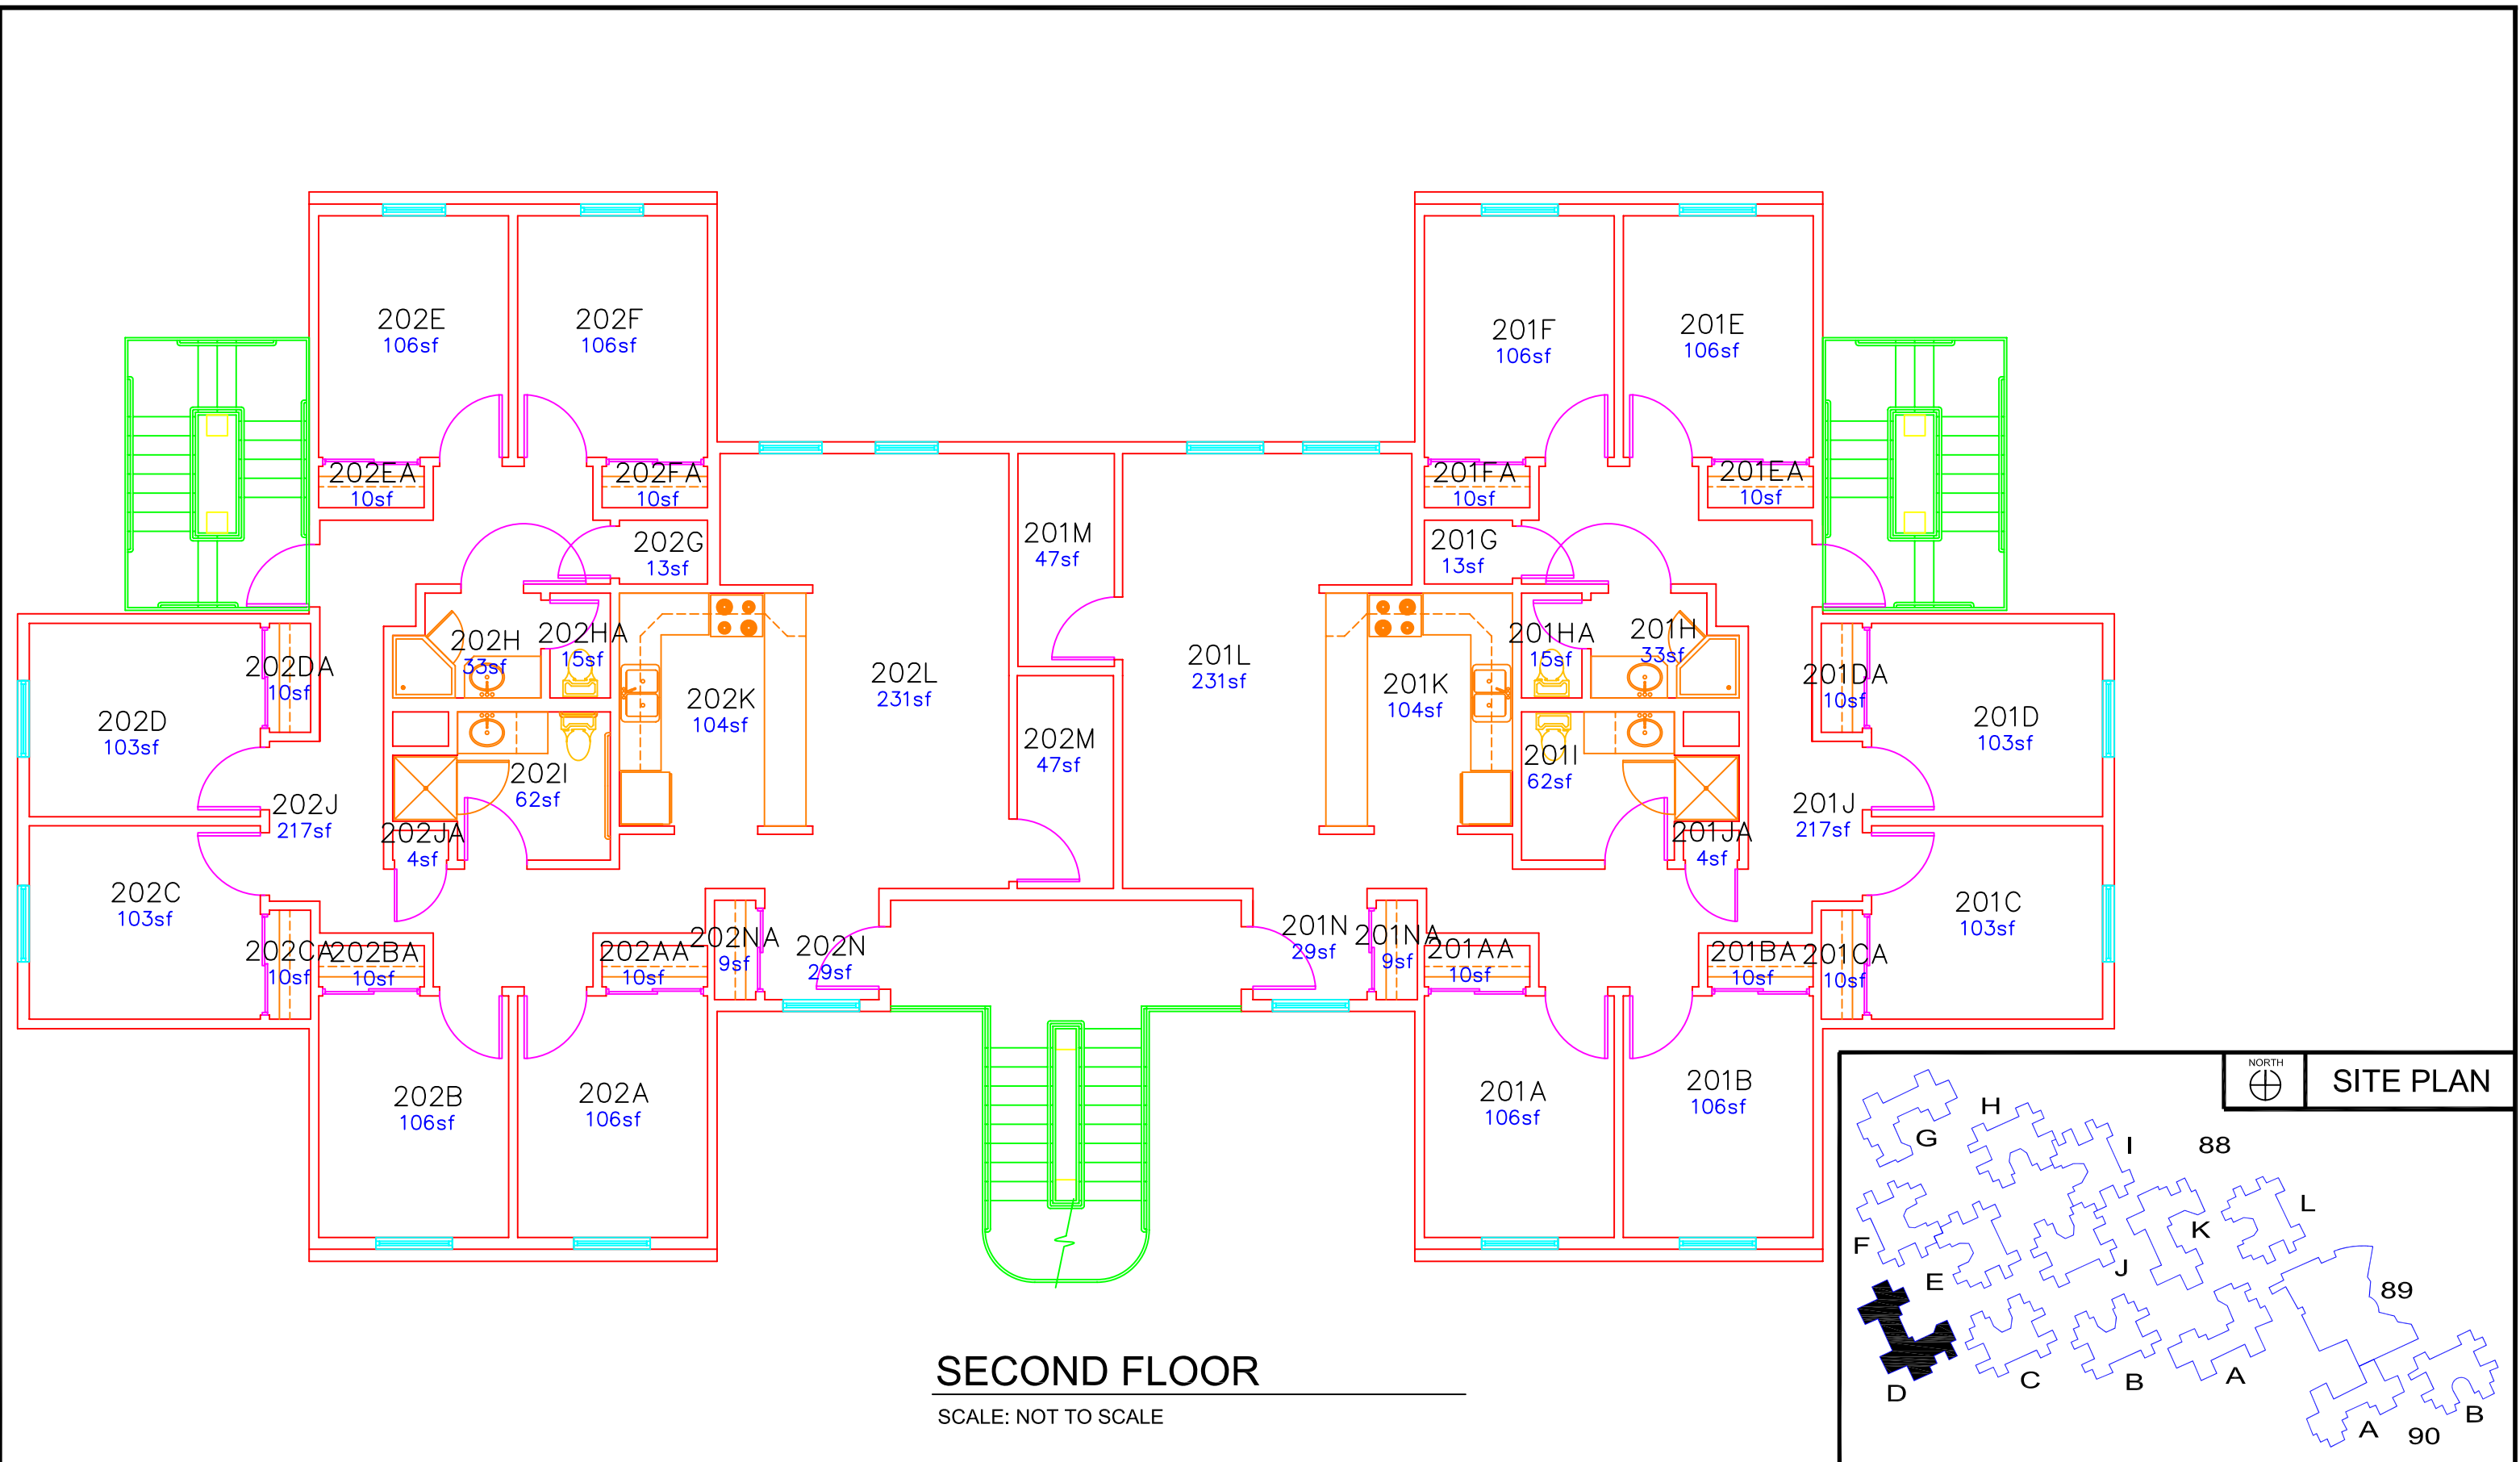 202E
106sf
202F
106sf
201F
106sf
201E
106sf
202EA
10sf
202FA
10sf
201FA
10sf
201EA
10sf
202G
13sf
201M
47sf
201G
13sf
202H
33sf
202HA
15sf
201HA
15sf
201H
33sf
202DA
10sf
202L
231sf
201L
231sf
201DA
10sf
202D
103sf
202K
104sf
202M
47sf
201K
104sf
201D
103sf
202I
62sf
201I
62sf
202J
217sf
202JA
4sf
201JA
4sf
201J
217sf
202C
103sf
201C
103sf
202CA
10sf
202BA
10sf
202AA
10sf
202NA
9sf
202N
29sf
201N
29sf
201NA
9sf
201AA
10sf
201BA
10sf
201CA
10sf
202B
106sf
202A
106sf
201A
106sf
201B
106sf
SECOND FLOOR
SCALE: NOT TO SCALE
NORTH
SITE PLAN
H
G
I
88
L
K
F
E
J
89
D
C
B
A
B
A
90